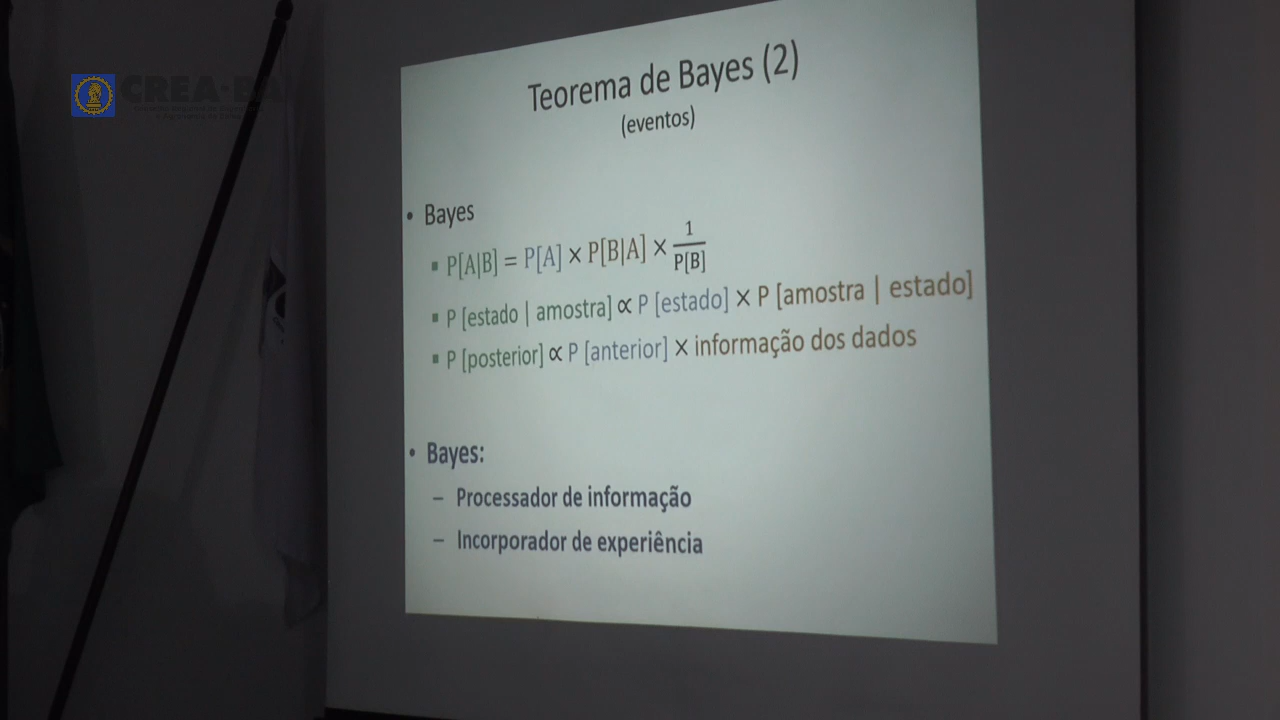 CREA-BA
Teorema de Bayes (2)
(eventos)
• Bayes
▪ P[A|B] = P[A] × P[B|A] × 1/P[B]
▪ P [estado | amostra] ∝ P [estado] × P [amostra | estado]
▪ P [posterior] ∝ P [anterior] × informação dos dados
• Bayes:
– Processador de informação
– Incorporador de experiência